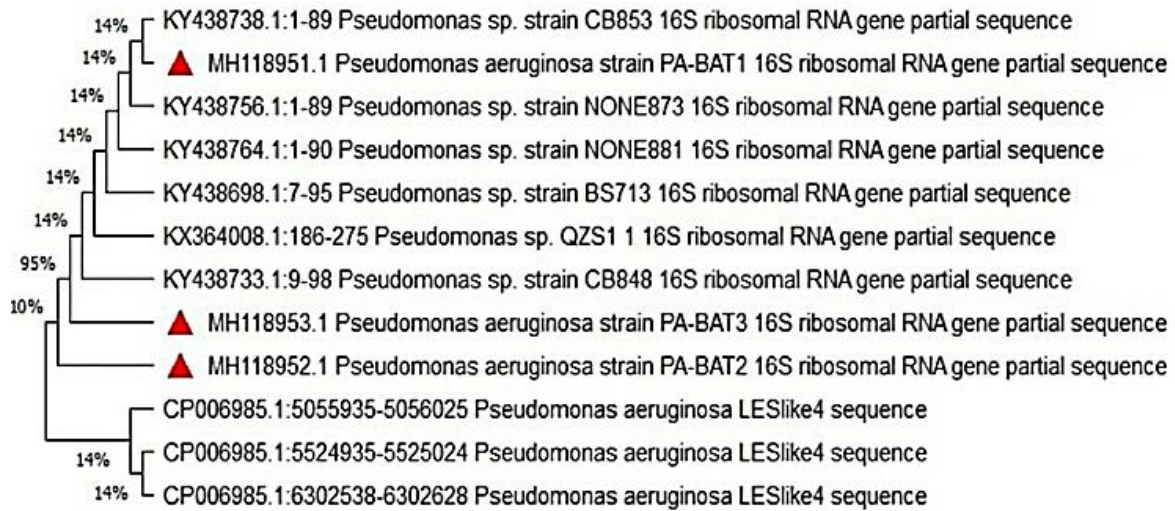 14%
KY438738.1:1-89 Pseudomonas sp. strain CB853 16S ribosomal RNA gene partial sequence
14%
MH118951.1 Pseudomonas aeruginosa strain PA-BAT1 16S ribosomal RNA gene partial sequence
14%
KY438756.1:1-89 Pseudomonas sp. strain NONE873 16S ribosomal RNA gene partial sequence
14%
KY438764.1:1-90 Pseudomonas sp. strain NONE881 16S ribosomal RNA gene partial sequence
14%
KY438698.1:7-95 Pseudomonas sp. strain BS713 16S ribosomal RNA gene partial sequence
14%
KX364008.1:186-275 Pseudomonas sp. QZS1 1 16S ribosomal RNA gene partial sequence
95%
KY438733.1:9-98 Pseudomonas sp. strain CB848 16S ribosomal RNA gene partial sequence
10%
MH118953.1 Pseudomonas aeruginosa strain PA-BAT3 16S ribosomal RNA gene partial sequence
MH118952.1 Pseudomonas aeruginosa strain PA-BAT2 16S ribosomal RNA gene partial sequence
CP006985.1:5055935-5056025 Pseudomonas aeruginosa LESlike4 sequence
14%
CP006985.1:5524935-5525024 Pseudomonas aeruginosa LESlike4 sequence
14%
CP006985.1:6302538-6302628 Pseudomonas aeruginosa LESlike4 sequence